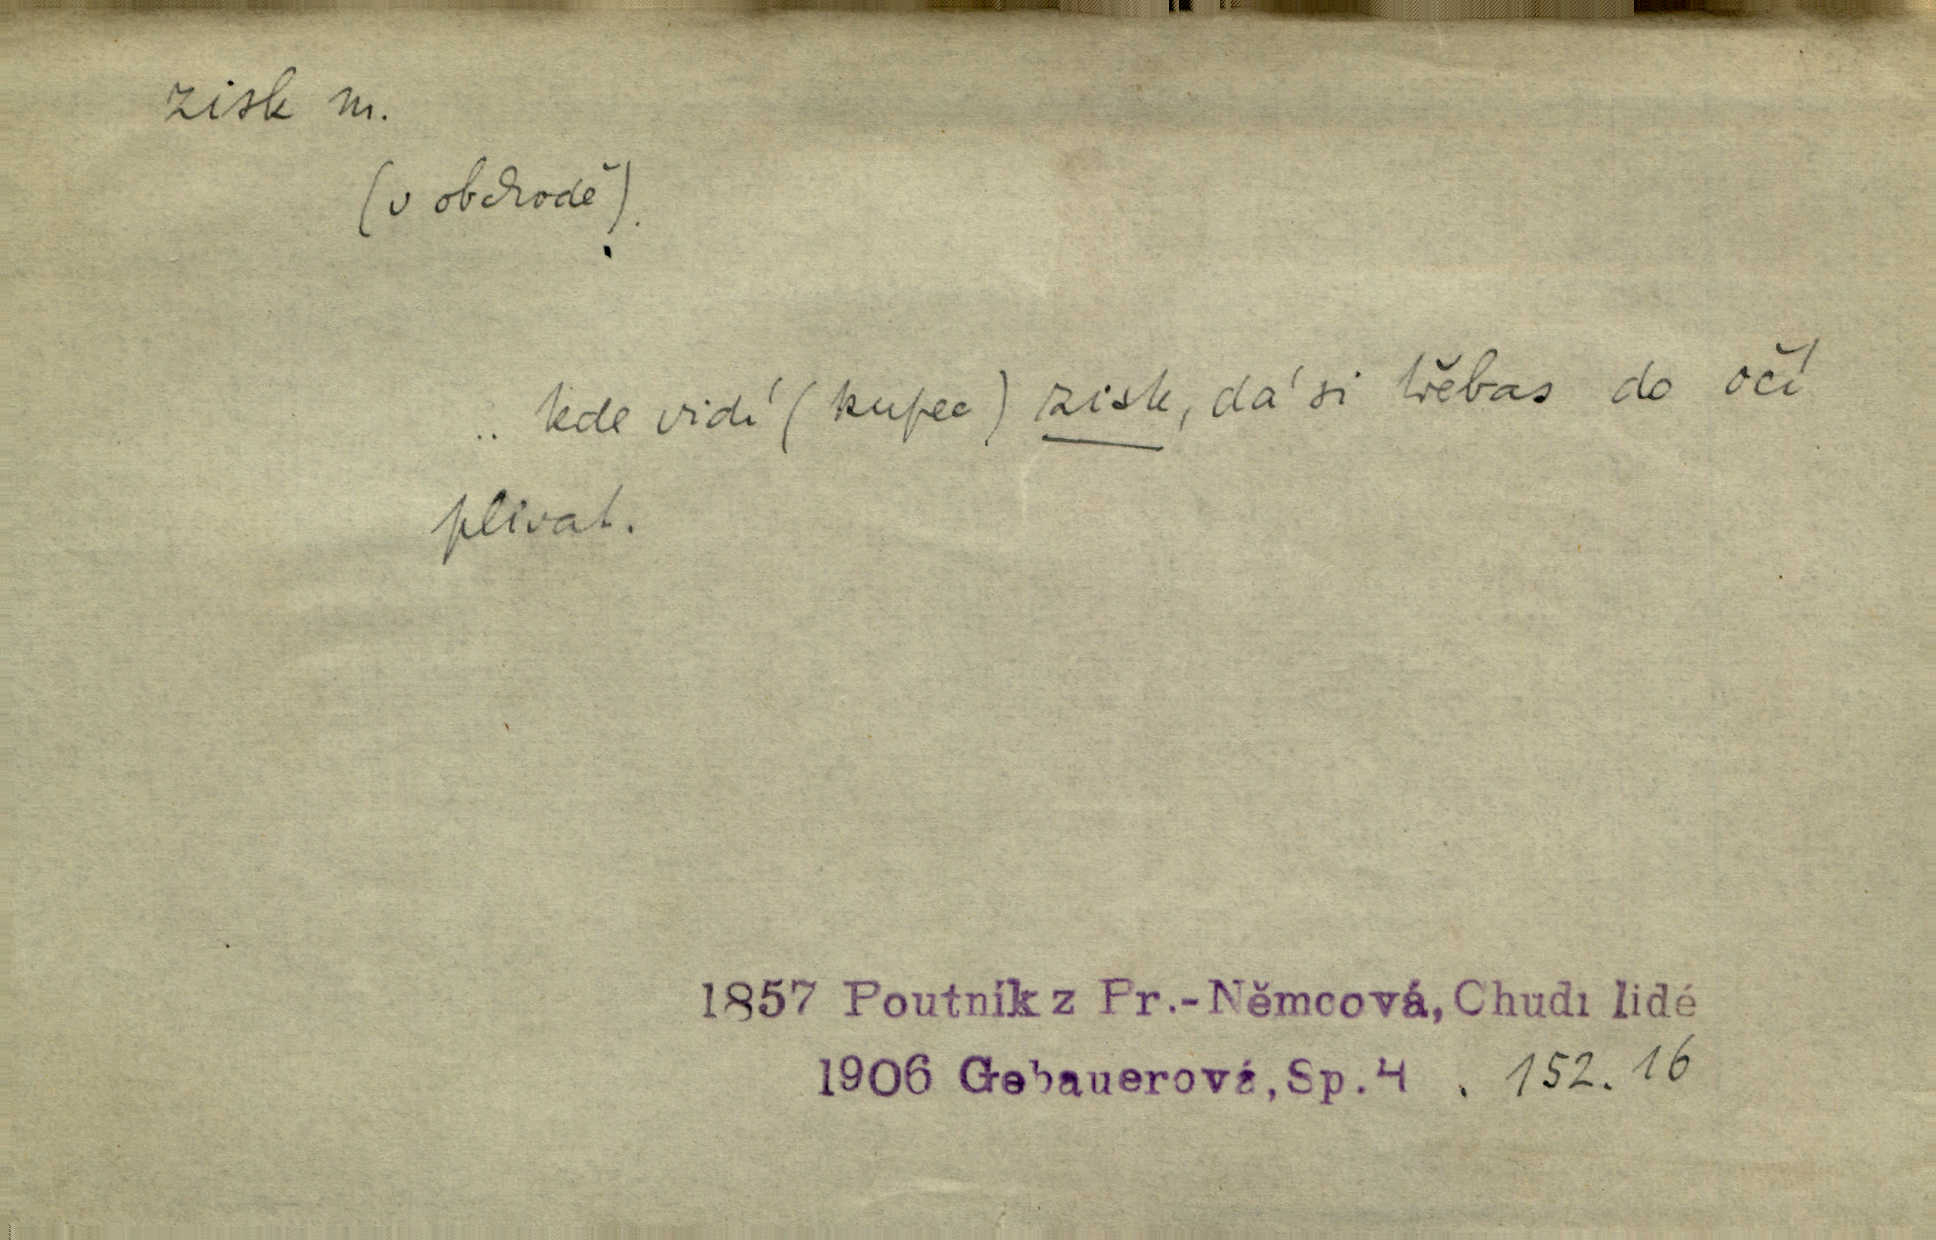 zisk m.
(v obchodě).
.. kde vidí (kupec) zisk, dá si třebas do očí
plivat.
1857 Poutník z Pr.-Němcová, Chudí lidé
1906 Gebauerová, Sp. 4 . 152. 16